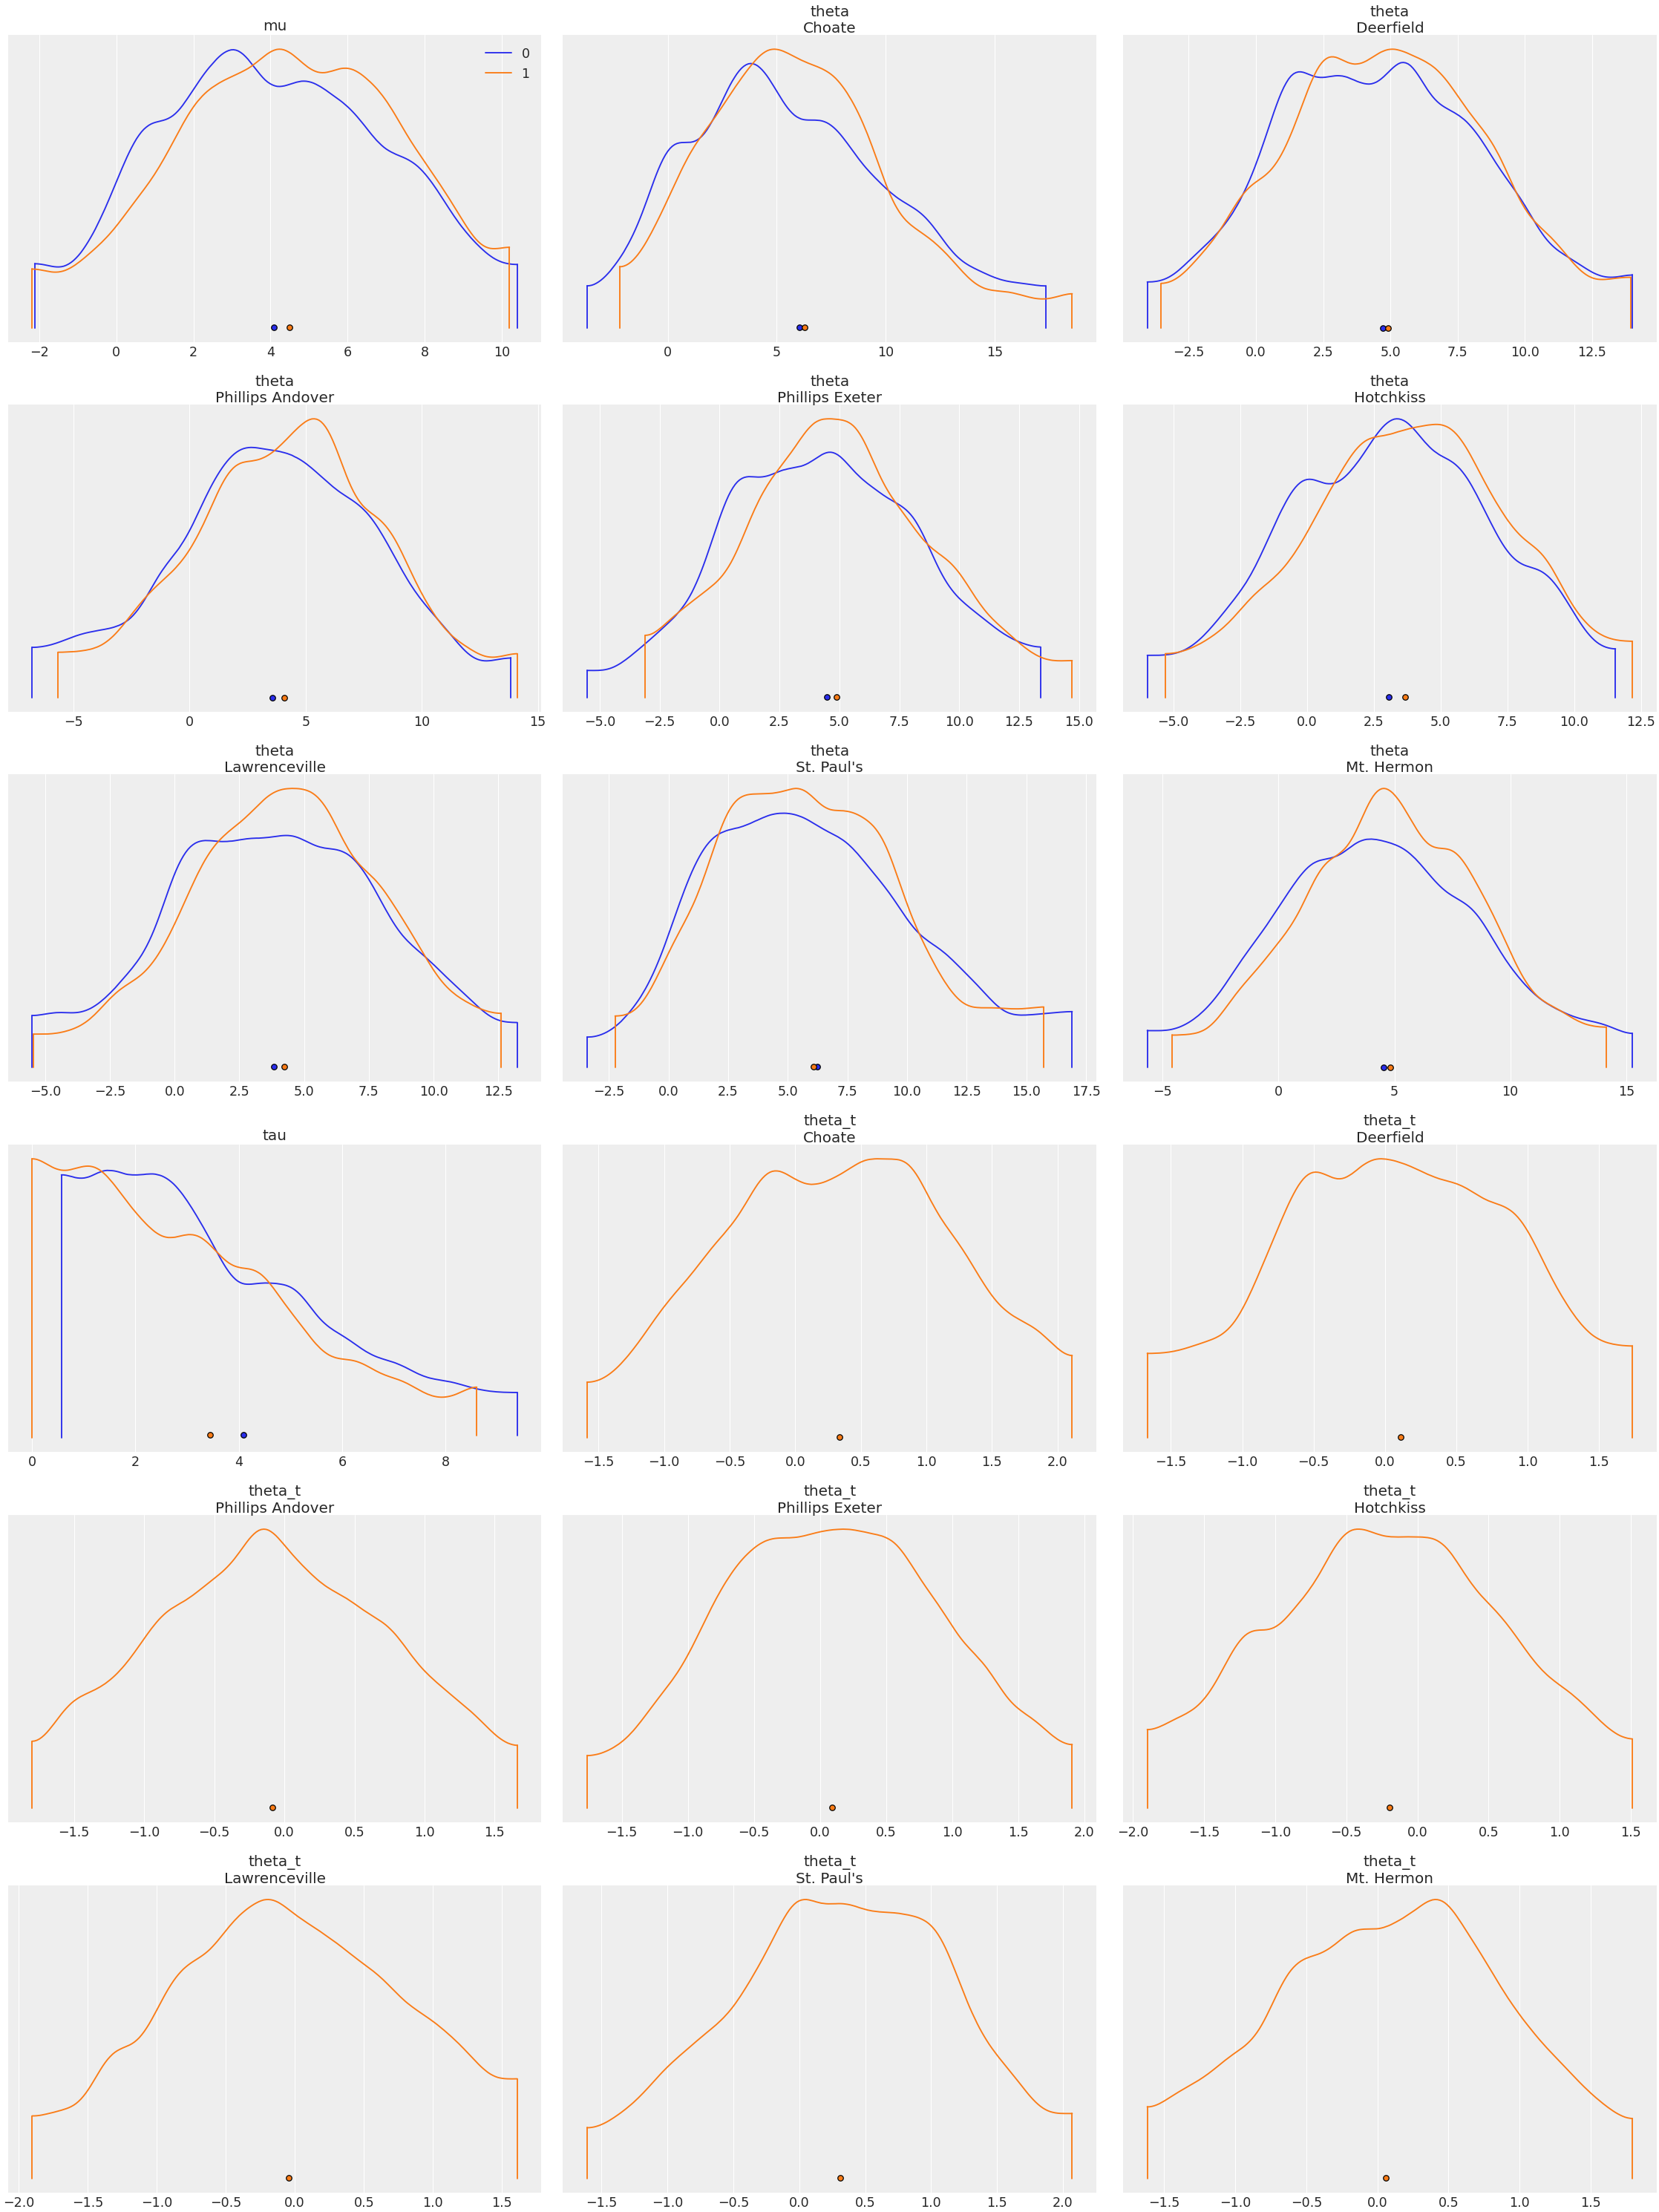 mu
0
1
−2 0 2 4 6 8 10
theta
Choate
0 5 10 15
theta
Deerfield
−2.5 0.0 2.5 5.0 7.5 10.0 12.5
theta
Phillips Andover
−5 0 5 10 15
theta
Phillips Exeter
−5.0 −2.5 0.0 2.5 5.0 7.5 10.0 12.5 15.0
theta
Hotchkiss
−5.0 −2.5 0.0 2.5 5.0 7.5 10.0 12.5
theta
Lawrenceville
−5.0 −2.5 0.0 2.5 5.0 7.5 10.0 12.5
theta
St. Paul's
−2.5 0.0 2.5 5.0 7.5 10.0 12.5 15.0 17.5
theta
Mt. Hermon
−5 0 5 10 15
tau
0 2 4 6 8
theta_t
Choate
−1.5 −1.0 −0.5 0.0 0.5 1.0 1.5 2.0
theta_t
Deerfield
−1.5 −1.0 −0.5 0.0 0.5 1.0 1.5
theta_t
Phillips Andover
−1.5 −1.0 −0.5 0.0 0.5 1.0 1.5
theta_t
Phillips Exeter
−1.5 −1.0 −0.5 0.0 0.5 1.0 1.5 2.0
theta_t
Hotchkiss
−2.0 −1.5 −1.0 −0.5 0.0 0.5 1.0 1.5
theta_t
Lawrenceville
−2.0 −1.5 −1.0 −0.5 0.0 0.5 1.0 1.5
theta_t
St. Paul's
−1.5 −1.0 −0.5 0.0 0.5 1.0 1.5 2.0
theta_t
Mt. Hermon
−1.5 −1.0 −0.5 0.0 0.5 1.0 1.5